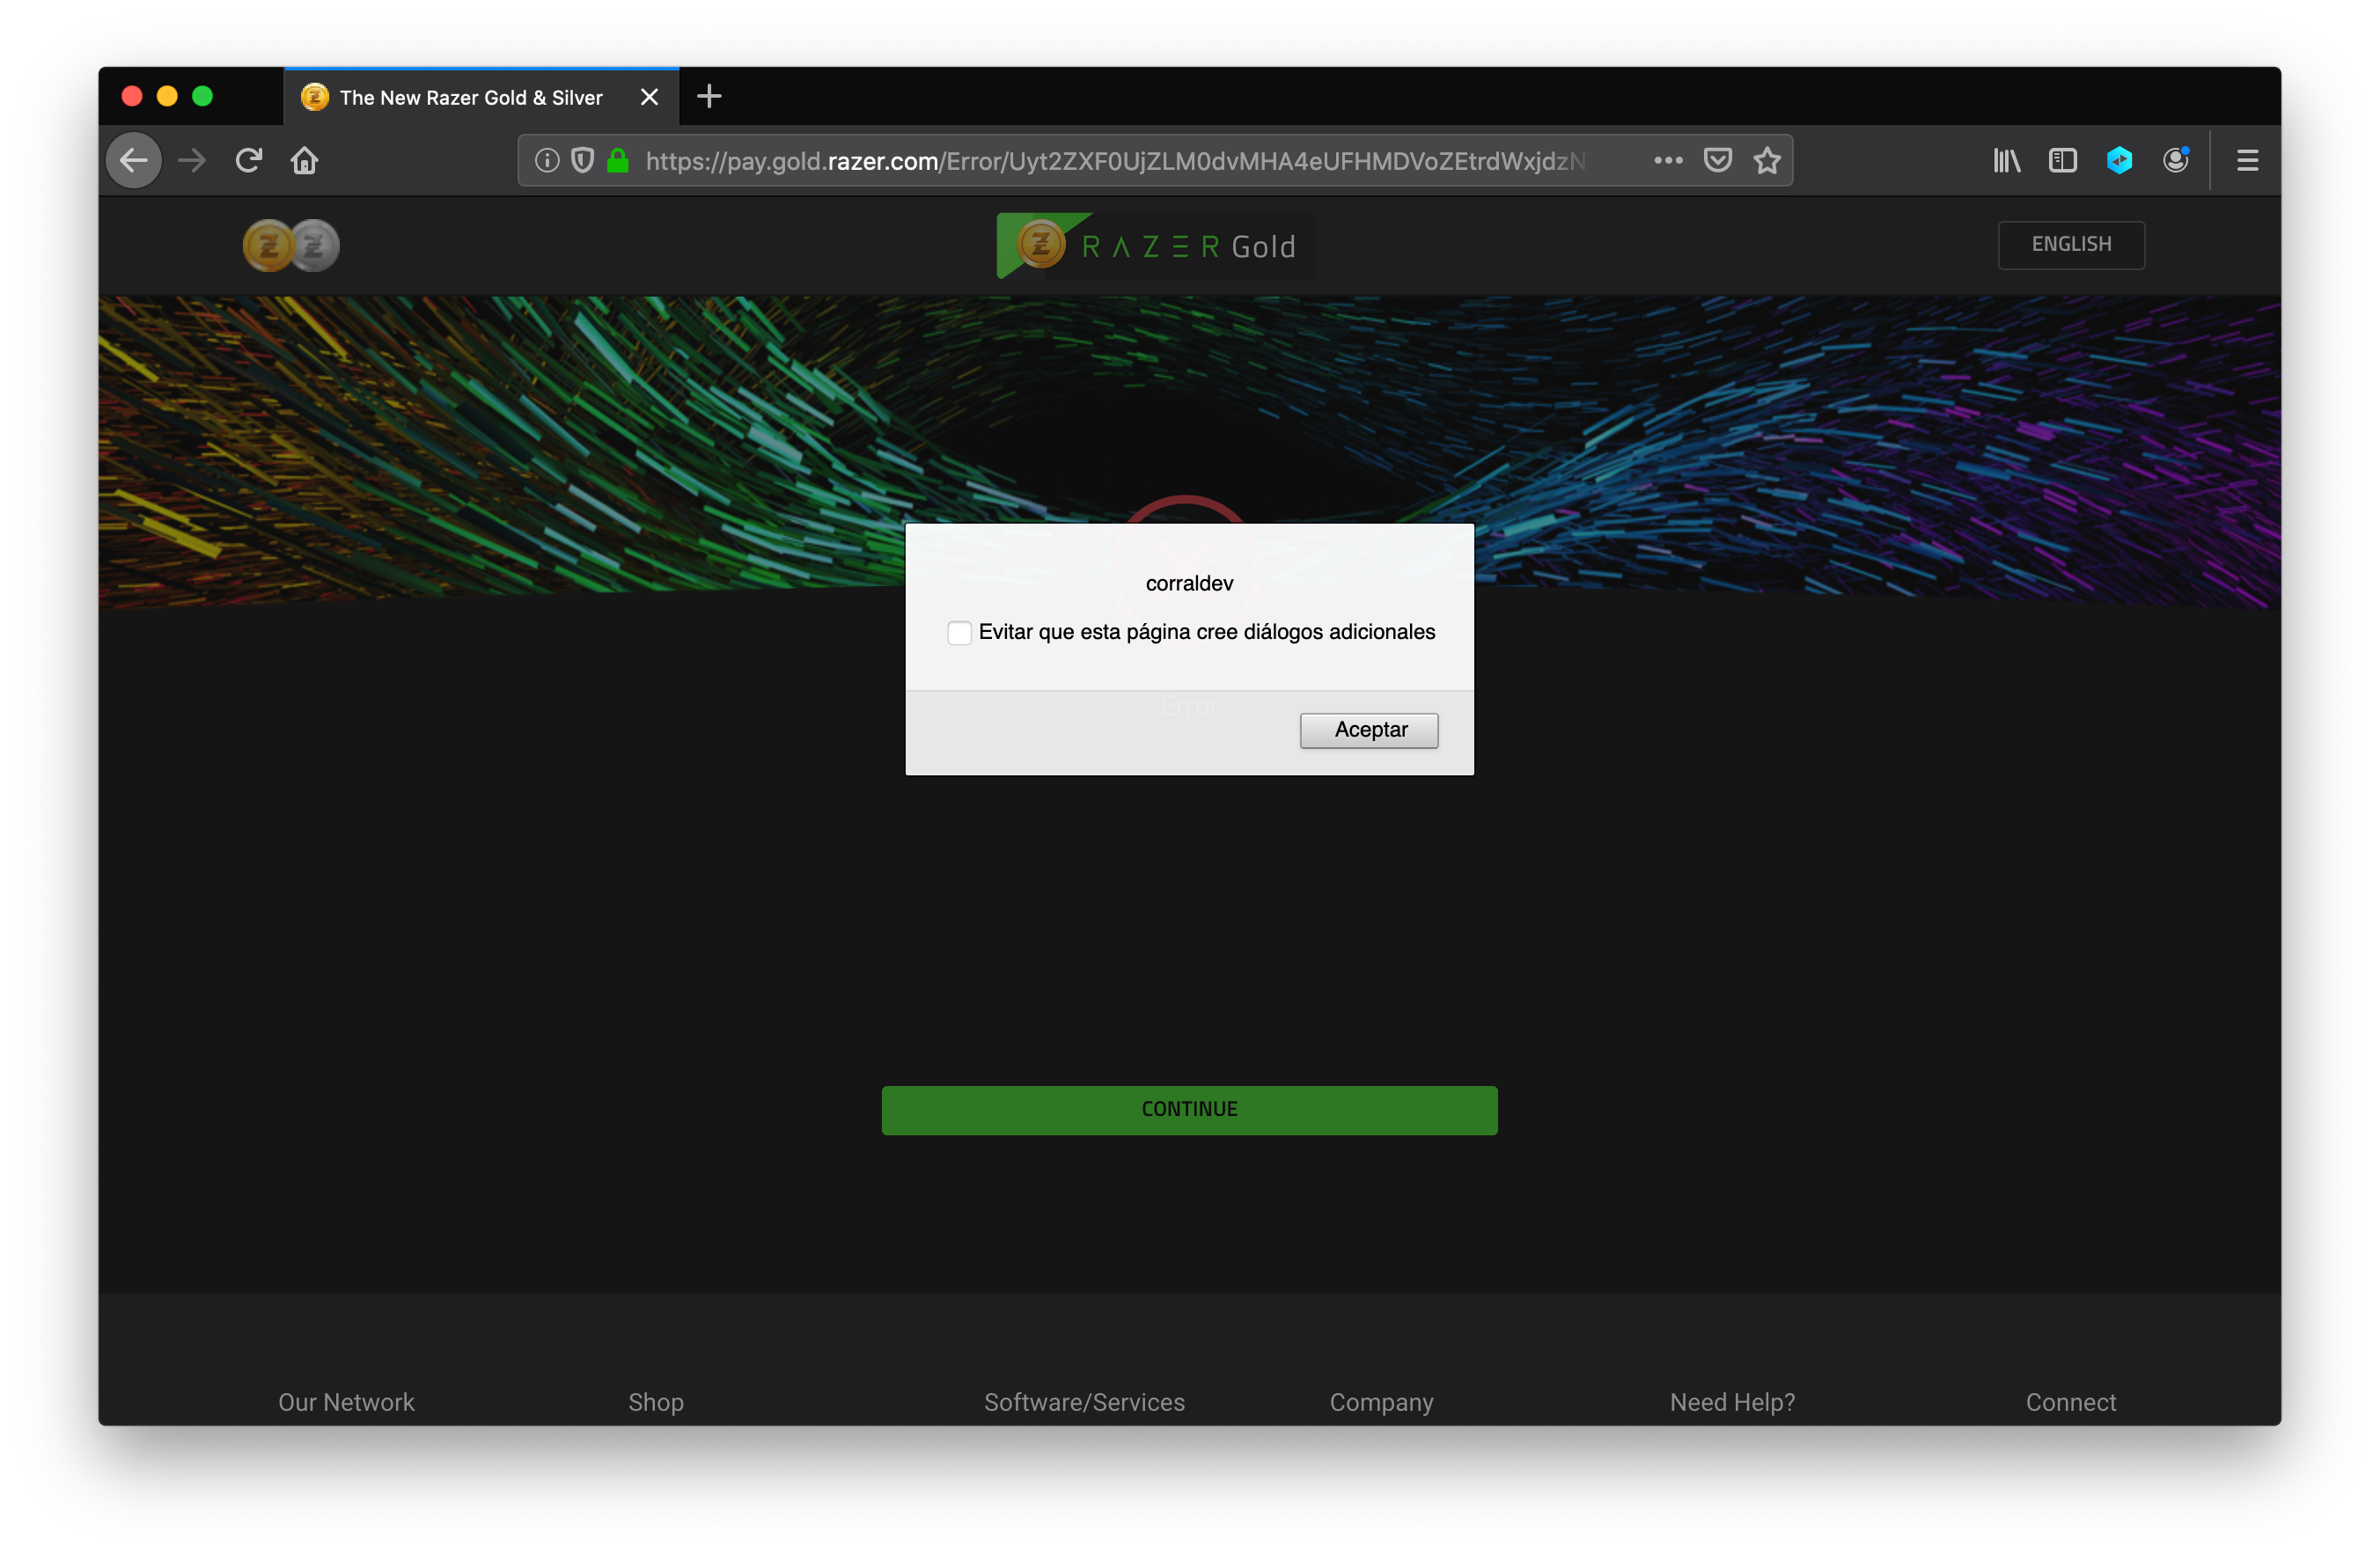 The New Razer Gold & Silver
https://pay.gold.razer.com/Error/Uyt2ZXF0UjZLM0dvMHA4eUFHMDVoZEtrdWxjdzN
RAZER Gold
ENGLISH
corraldev
Evitar que esta página cree diálogos adicionales
Error
Aceptar
CONTINUE
Our Network
Shop
Software/Services
Company
Need Help?
Connect